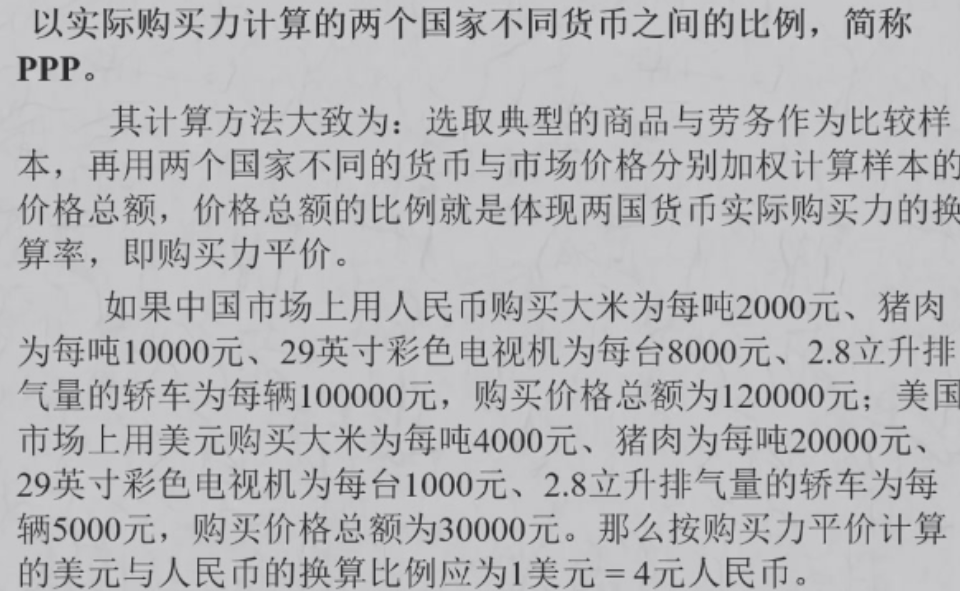 以实际购买力计算的两个国家不同货币之间的比例，简称
PPP。
其计算方法大致为：选取典型的商品与劳务作为比较样
本，再用两个国家不同的货币与市场价格分别加权计算样本的
价格总额，价格总额的比例就是体现两国货币实际购买力的换
算率，即购买力平价。
如果中国市场上用人民币购买大米为每吨2000元、猪肉
为每吨10000元、29英寸彩色电视机为每台8000元、2.8立升排
气量的轿车为每辆100000元，购买价格总额为120000元；美国
市场上用美元购买大米为每吨4000元、猪肉为每吨20000元、
29英寸彩色电视机为每台1000元、2.8立升排气量的轿车为每
辆5000元，购买价格总额为30000元。那么按购买力平价计算
的美元与人民币的换算比例应为1美元 = 4元人民币。